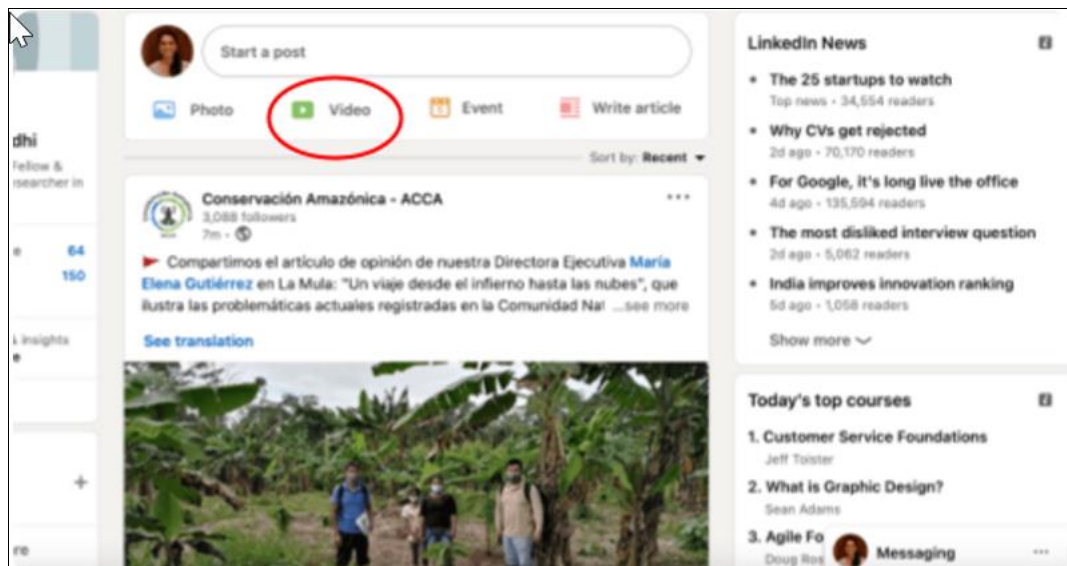 Start a post
Photo
Video
Event
Write article
Sort by: Recent
Conservación Amazónica - ACCA
3,088 followers
7m •
Compartimos el artículo de opinión de nuestra Directora Ejecutiva María
Elena Gutiérrez en La Mula: "Un viaje desde el infierno hasta las nubes", que
ilustra las problemáticas actuales registradas en la Comunidad Nat ...see more
See translation
dhi
Fellow &
esearcher in
64
150
& insights
re
LinkedIn News
The 25 startups to watch
Top news • 34,554 readers
Why CVs get rejected
2d ago • 70,170 readers
For Google, it's long live the office
4d ago • 135,594 readers
The most disliked interview question
2d ago • 5,062 readers
India improves innovation ranking
5d ago • 1,058 readers
Show more
Today's top courses
1. Customer Service Foundations
Jeff Toister
2. What is Graphic Design?
Sean Adams
3. Agile Fo
Doug Ros
Messaging